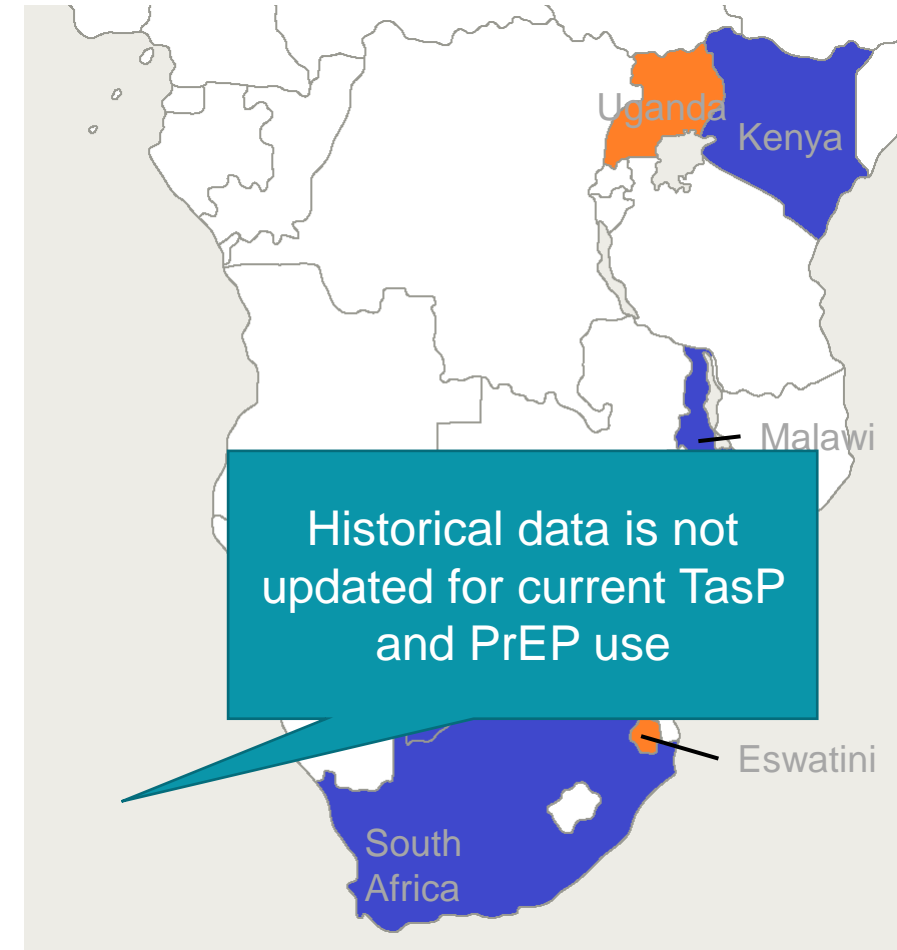 Uganda
Kenya
Malawi
Historical data is not
updated for current TasP
and PrEP use
Eswatini
South
Africa